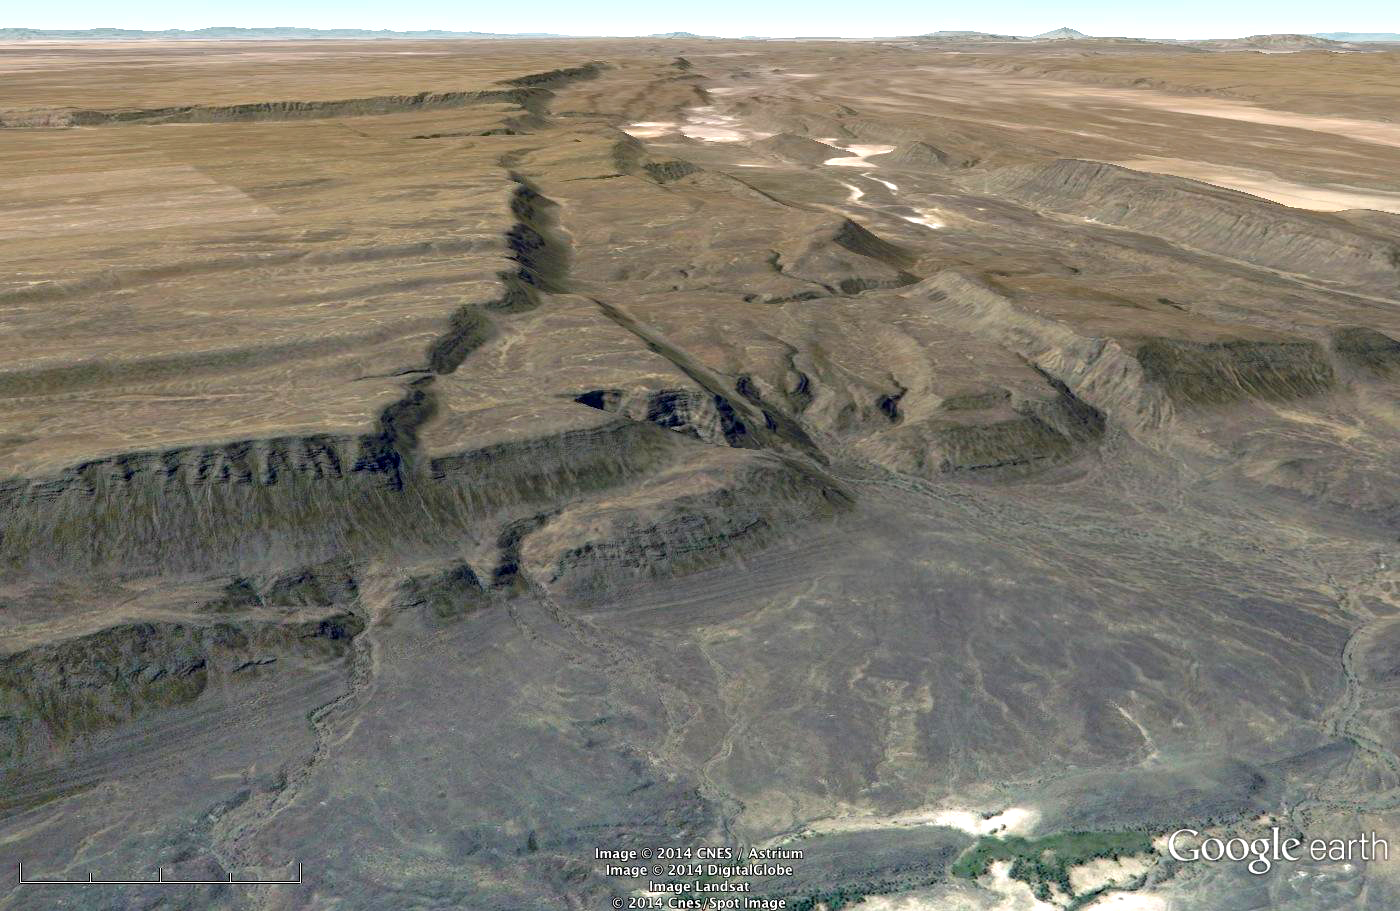 Image © 2014 CNES / Astrium
Image © 2014 DigitalGlobe
Image Landsat
© 2014 Cnes/Spot Image
Google earth